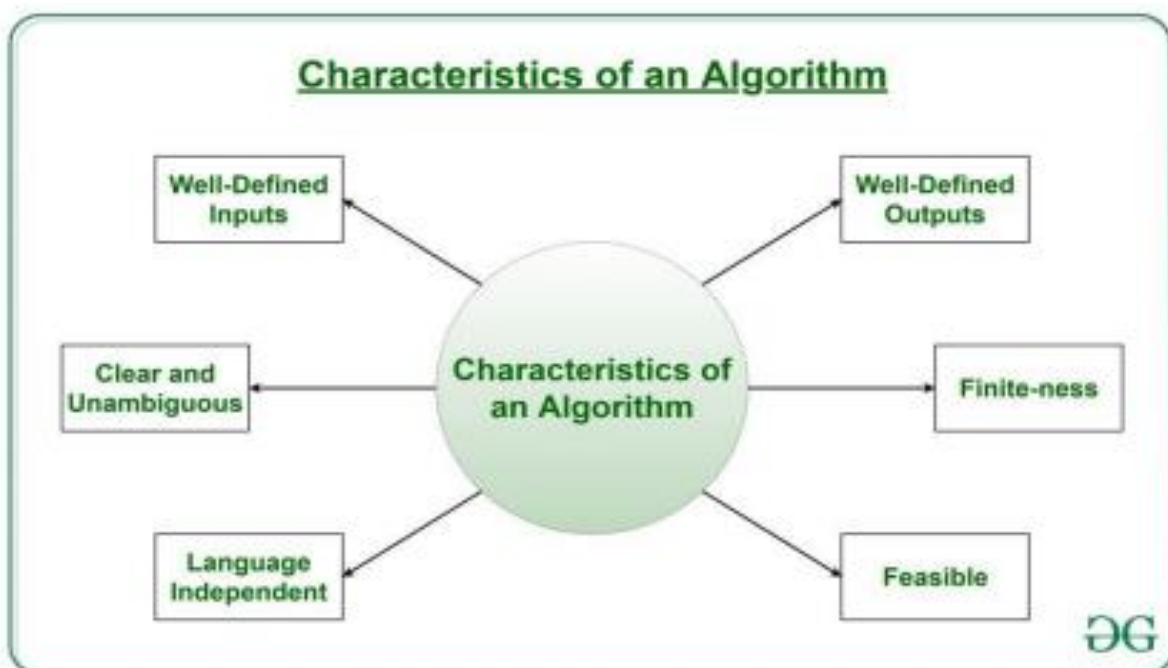 Characteristics of an Algorithm
Well-Defined
Inputs
Well-Defined
Outputs
Clear and
Unambiguous
Characteristics of
an Algorithm
Finite-ness
Language
Independent
Feasible